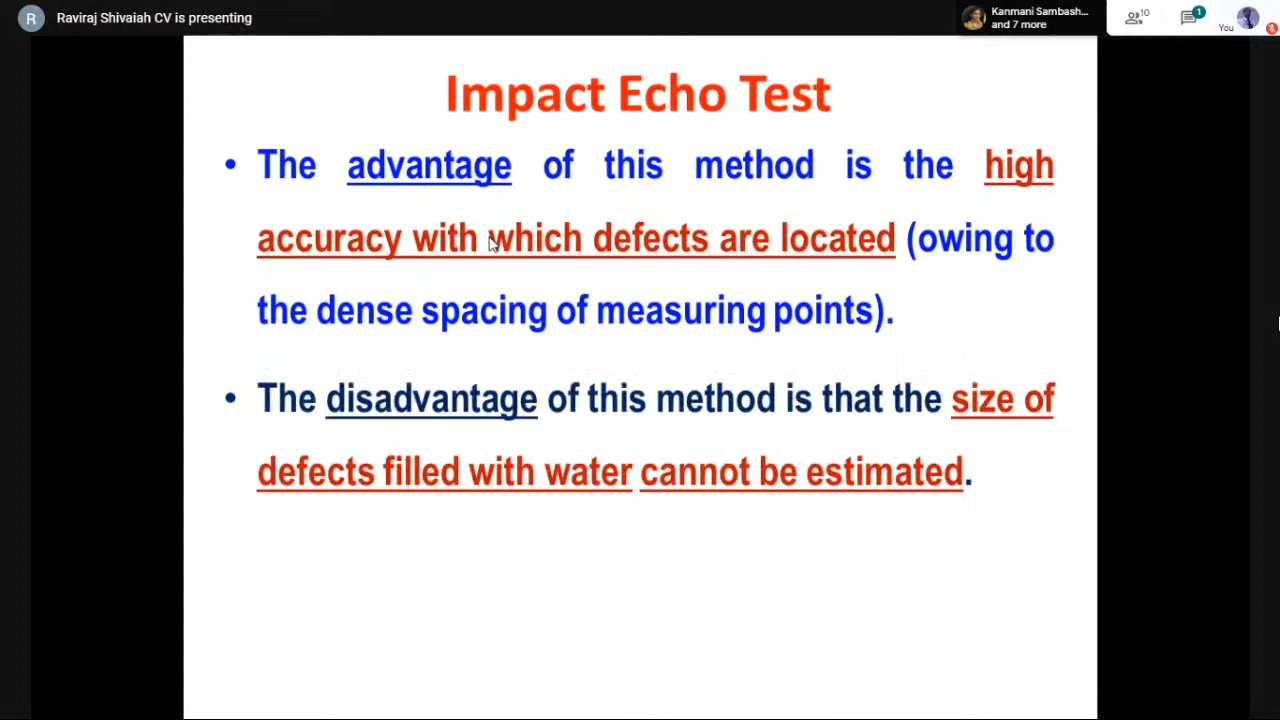 R
Raviraj Shivaiah CV is presenting
Kanmani Sambash...
and 7 more
10
1
You
Impact Echo Test
• The advantage of this method is the high
accuracy with which defects are located (owing to
the dense spacing of measuring points).
• The disadvantage of this method is that the size of
defects filled with water cannot be estimated.